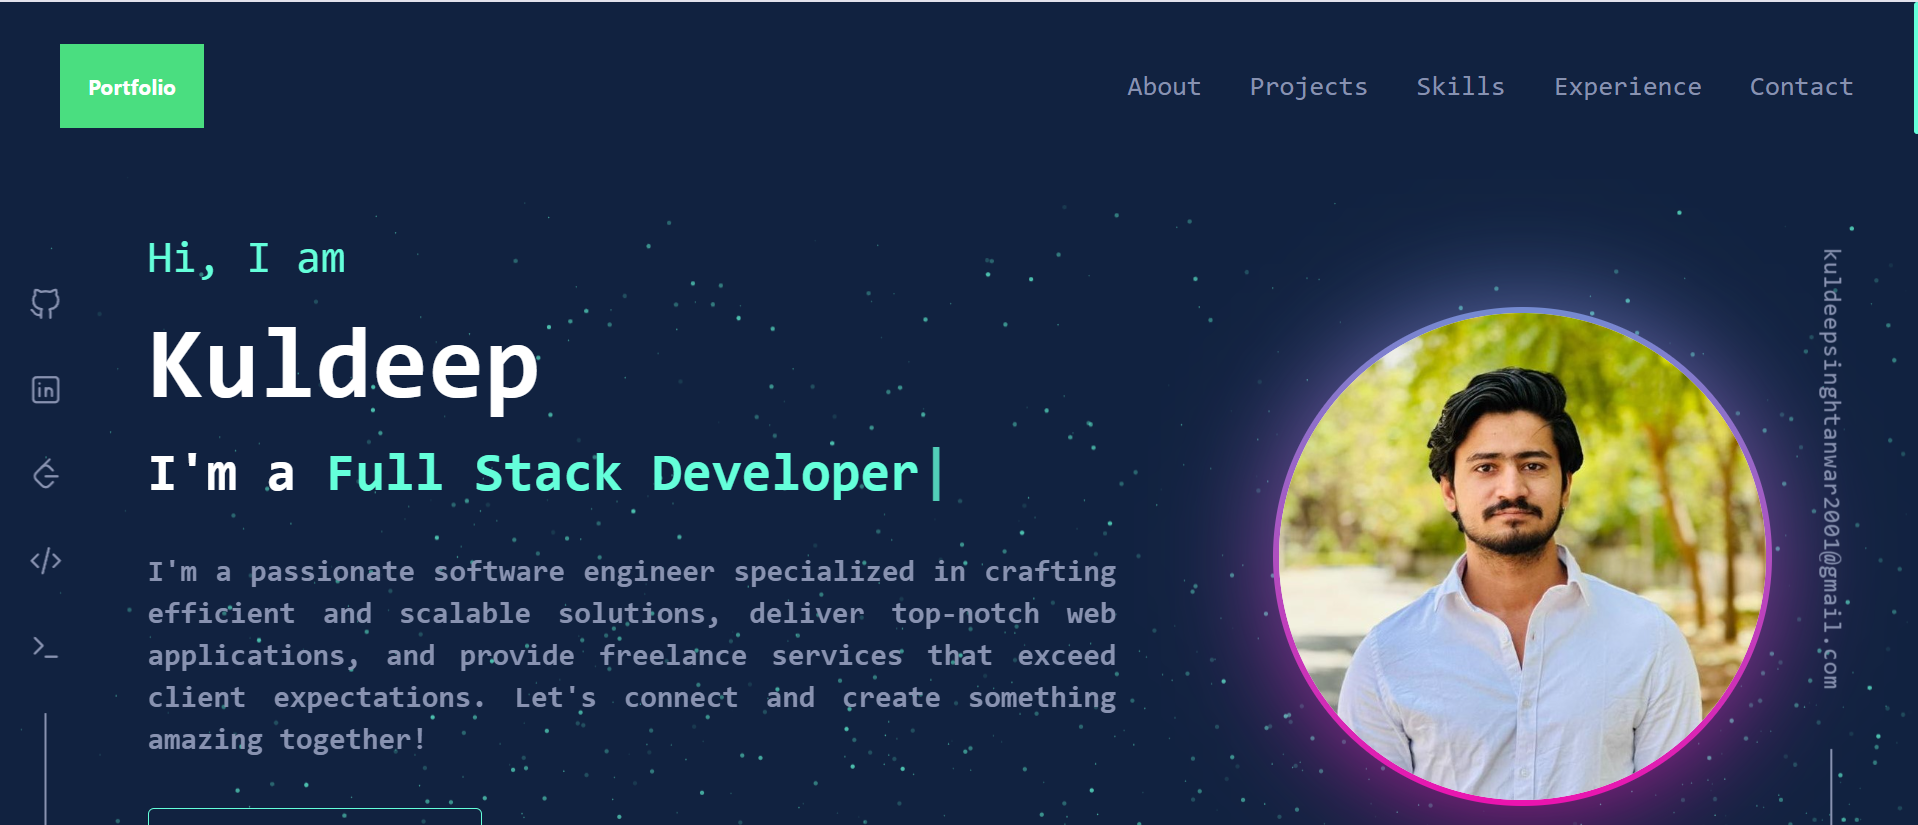 Portfolio
About Projects Skills Experience Contact
Hi, I am
Kuldeep
I'm a Full Stack Developer
I'm a passionate software engineer specialized in crafting
efficient and scalable solutions, deliver top-notch web
applications, and provide freelance services that exceed
client expectations. Let's connect and create something
amazing together!
kuldeepsinghtanwar2001@gmail.com
in